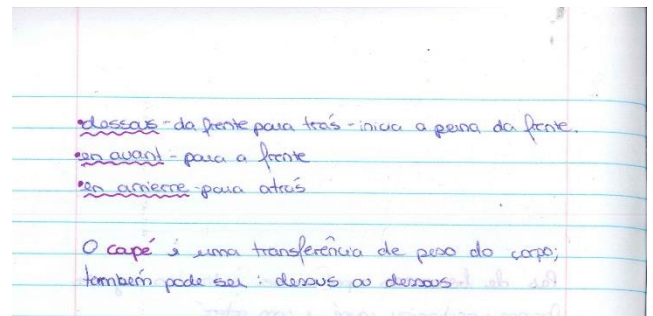 •dessous - da frente para trás - inicia a perna da frente.
•en avant - para a frente
•en arrierre - para atrás
O capé é uma transferência de peso do corpo;
também pode ser : dessus ou dessous